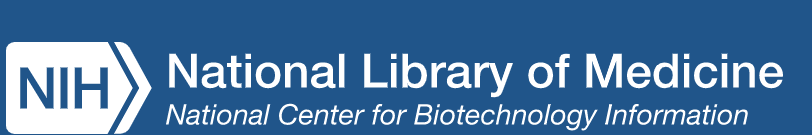 NIH
National Library of Medicine
National Center for Biotechnology Information